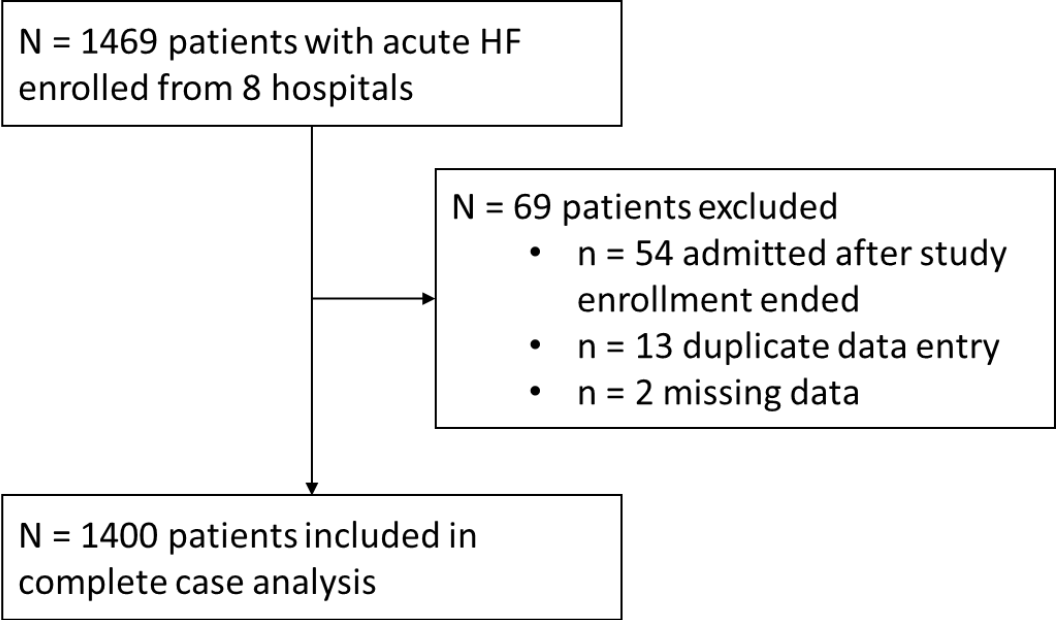 N = 1469 patients with acute HF
enrolled from 8 hospitals
N = 69 patients excluded
• n = 54 admitted after study
enrollment ended
• n = 13 duplicate data entry
• n = 2 missing data
N = 1400 patients included in
complete case analysis